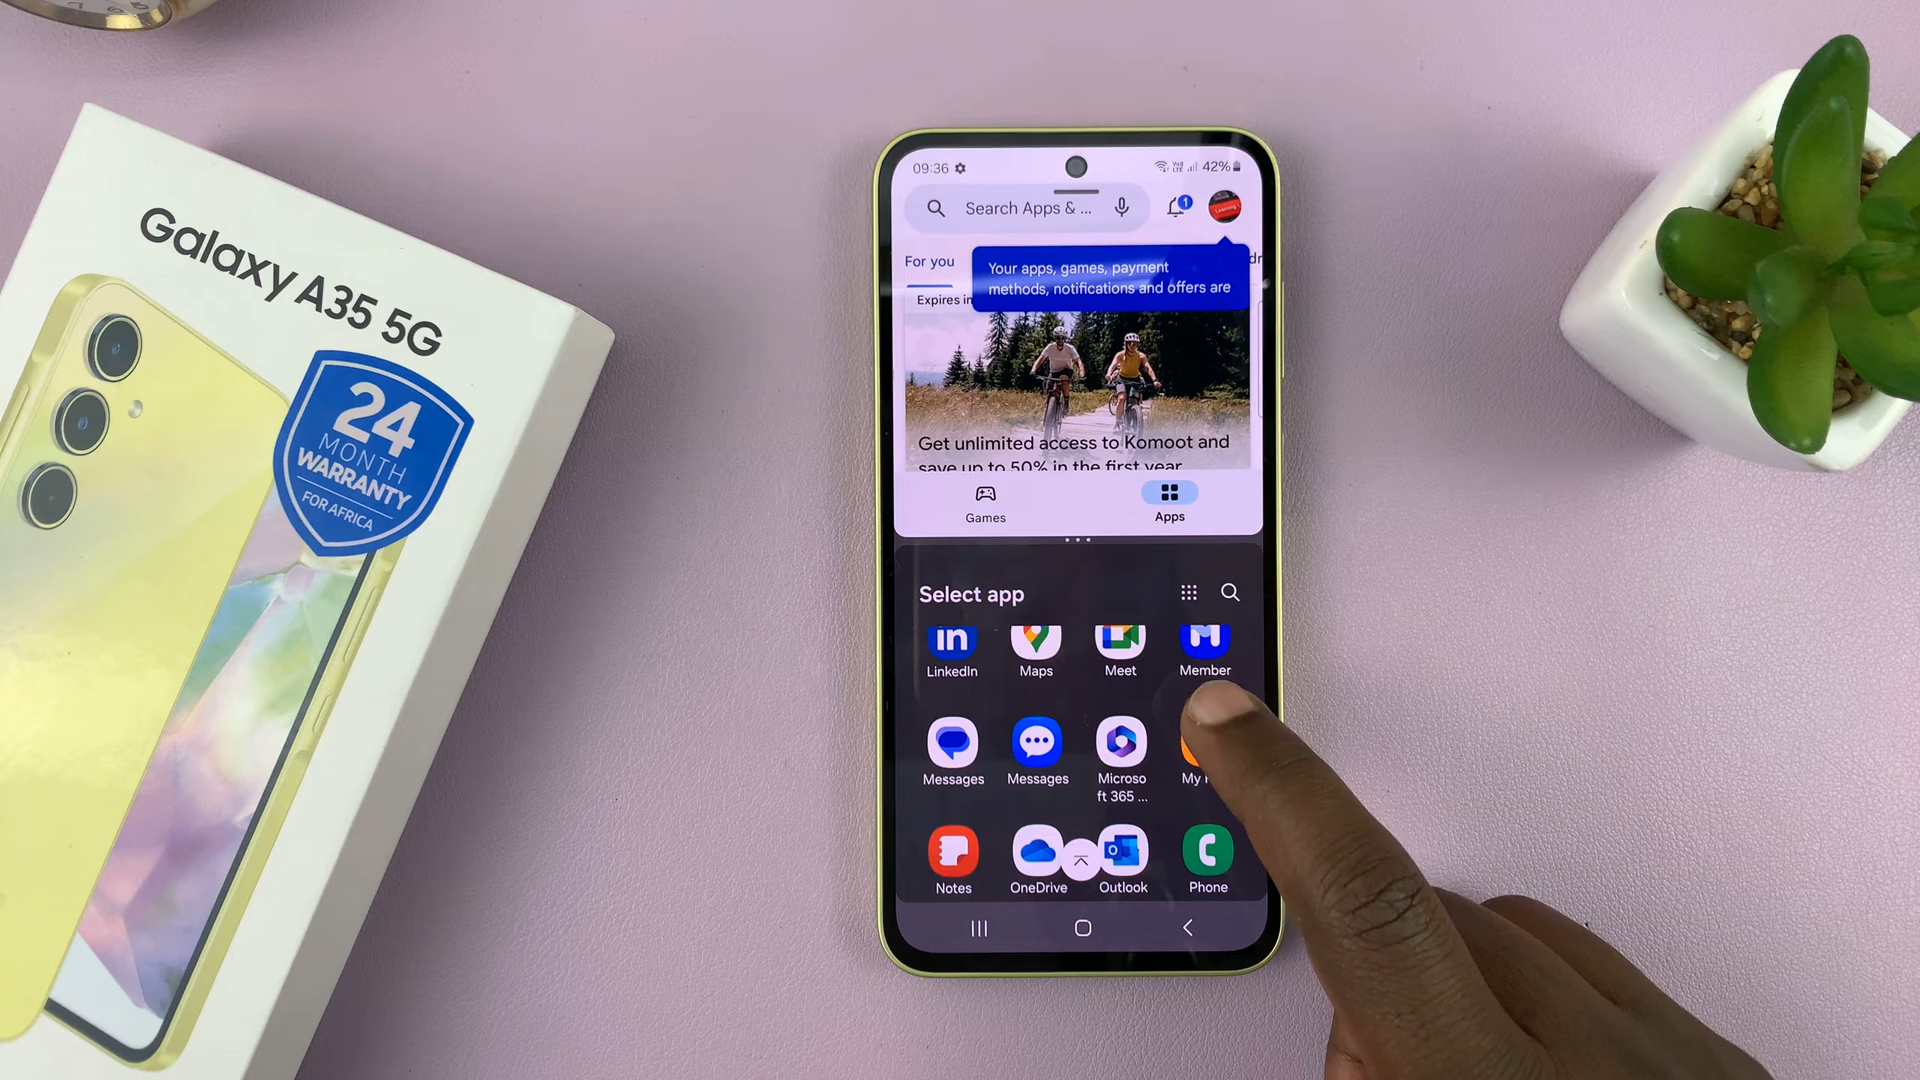 Galaxy A35 5G
24
MONTH
WARRANTY
FOR AFRICA
09:36
42%
Search Apps & ...
1
For you
Your apps, games, payment
methods, notifications and offers are
Expires in
Get unlimited access to Komoot and
save up to 50% in the first year
Games
Apps
Select app
LinkedIn
Maps
Meet
Member
Messages
Messages
Microso
ft 365 ...
My
Notes
OneDrive
Outlook
Phone